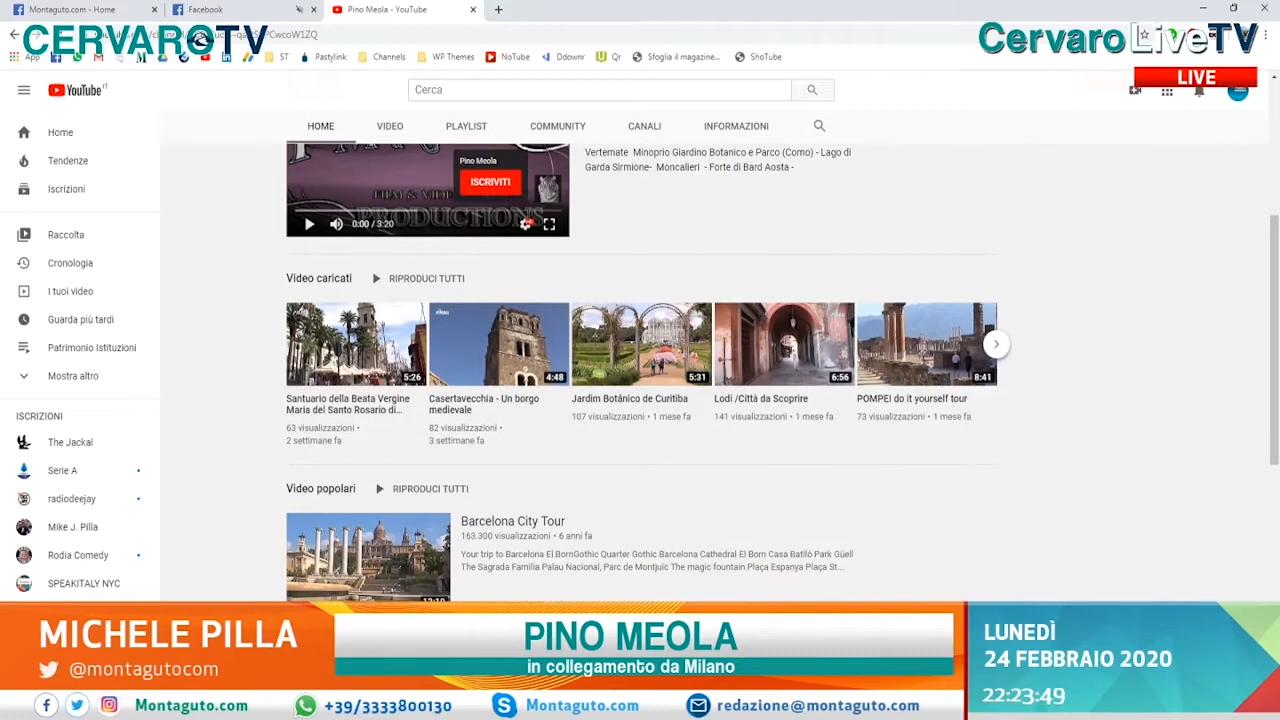 Montaguto.com - Home
Facebook
Pino Meola - YouTube
CERVARO TV
Cervaro LiveTV
LIVE
App
ST
Pastylink
Channels
WP Themes
NoTube
Ddownr
Qr
Sfoglia il magazine...
ShoTube
YouTube IT
Cerca
HOME
VIDEO
PLAYLIST
COMMUNITY
CANALI
INFORMAZIONI
Home
Tendenze
Iscrizioni
Raccolta
Cronologia
I tuoi video
Guarda più tardi
Patrimonio Istituzioni
Mostra altro
ISCRIZIONI
The Jackal
Serie A
radiodeejay
Mike J. Pilla
Rodia Comedy
SPEAKITALY NYC
Pino Meola
ISCRIVITI
FILM & VIDEO
PRODUCTIONS
0:00 / 3:20
Vertemate Minoprio Giardino Botanico e Parco (Como) - Lago di
Garda Sirmione- Moncalieri - Forte di Bard Aosta -
Video caricati
RIPRODUCI TUTTI
5:26
Santuario della Beata Vergine
Maria del Santo Rosario di...
63 visualizzazioni •
2 settimane fa
4:48
Casertavecchia - Un borgo
medievale
82 visualizzazioni •
3 settimane fa
5:31
Jardim Botânico de Curitiba
107 visualizzazioni • 1 mese fa
6:56
Lodi /Città da Scoprire
141 visualizzazioni • 1 mese fa
8:41
POMPEI do it yourself tour
73 visualizzazioni • 1 mese fa
Video popolari
RIPRODUCI TUTTI
Barcelona City Tour
163.300 visualizzazioni • 6 anni fa
Your trip to Barcelona El BornGothic Quarter Gothic Barcelona Cathedral El Born Casa Batlló Park Güell
The Sagrada Familia Palau Nacional, Parc de Montjuïc The magic fountain Plaça Espanya Plaça St...
MICHELE PILLA
@montagutocom
PINO MEOLA
in collegamento da Milano
LUNEDÌ
24 FEBBRAIO 2020
22:23:49
Montaguto.com
+39/3333800130
Montaguto.com
redazione@montaguto.com